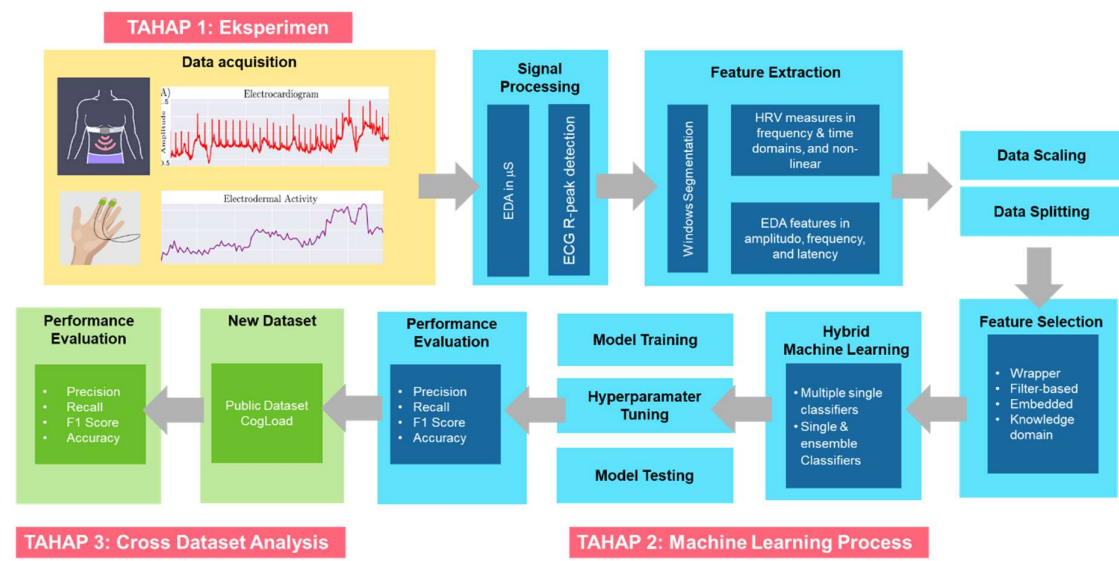 TAHAP 1: Eksperimen
Data acquisition
A)
Electrocardiogram
.5
Amplitude
0.5
Electrodermal Activity
Signal
Processing
EDA in µS
ECG R-peak detection
Feature Extraction
Windows Segmentation
HRV measures in
frequency & time
domains, and non-
linear
EDA features in
amplitudo, frequency,
and latency
Data Scaling
Data Splitting
Feature Selection
• Wrapper
• Filter-based
• Embedded
• Knowledge
domain
Hybrid
Machine Learning
• Multiple single
classifiers
• Single &
ensemble
Classifiers
Model Training
Hyperparamater
Tuning
Model Testing
Performance
Evaluation
• Precision
• Recall
• F1 Score
• Accuracy
New Dataset
Public Dataset
CogLoad
Performance
Evaluation
• Precision
• Recall
• F1 Score
• Accuracy
TAHAP 3: Cross Dataset Analysis
TAHAP 2: Machine Learning Process